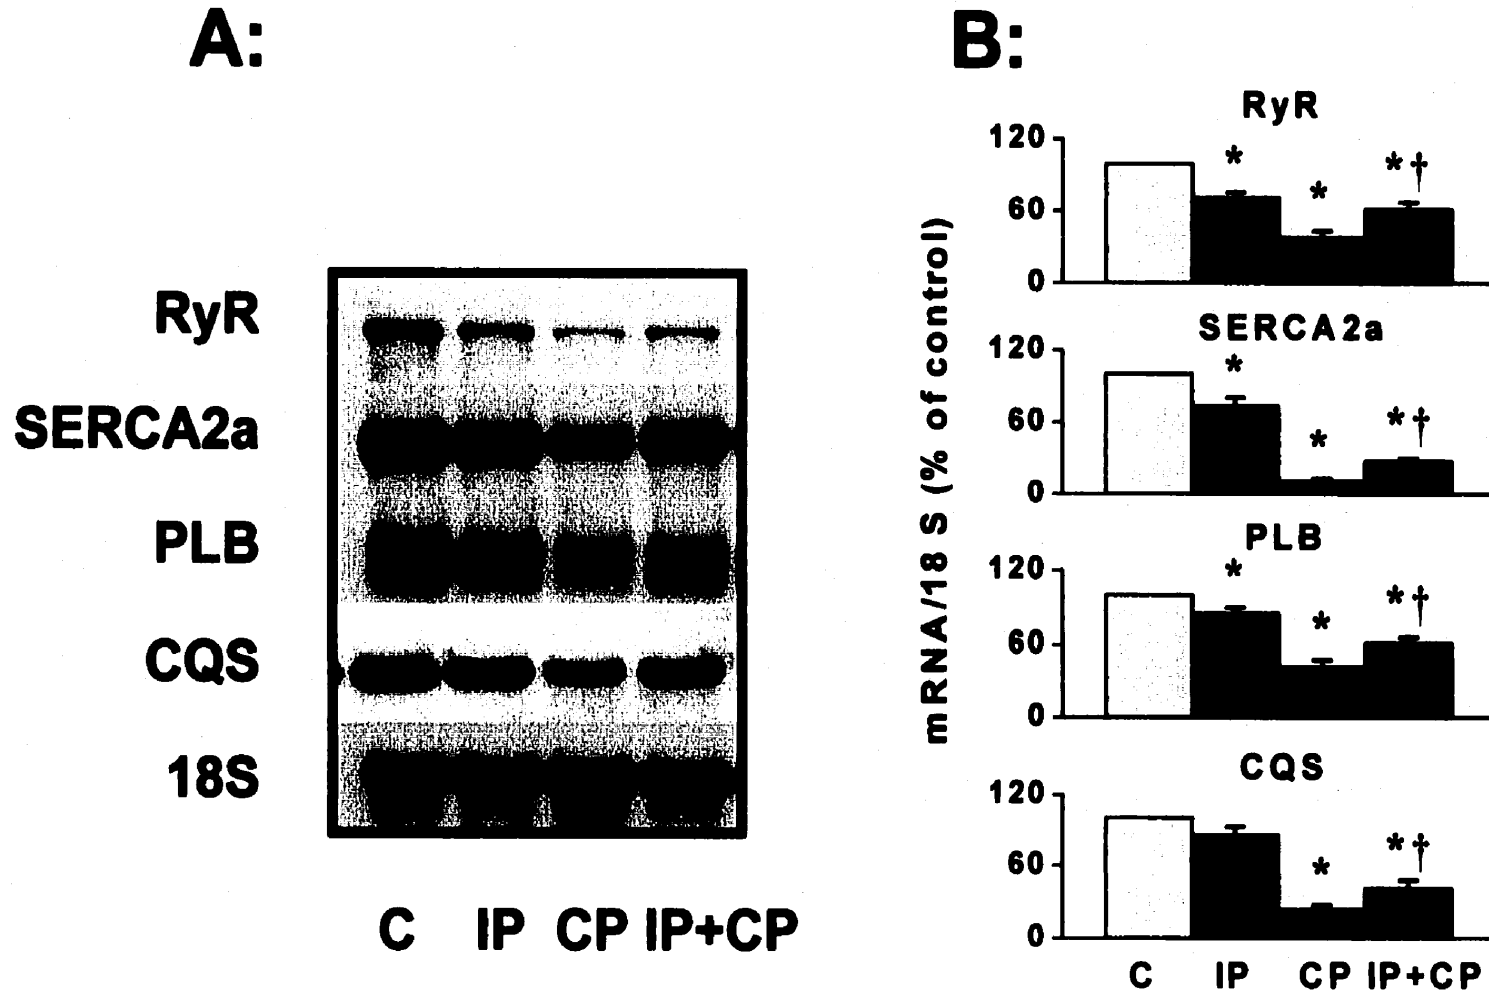 A:
RyR
SERCA2a
PLB
CQS
18S
C IP CP IP+CP
B:
mRNA/18 S (% of control)
RyR
120
* * *†
60
0
SERCA2a
120
* * *†
60
0
PLB
120
* * *†
60
0
CQS
120
* *†
60
0
C IP CP IP+CP